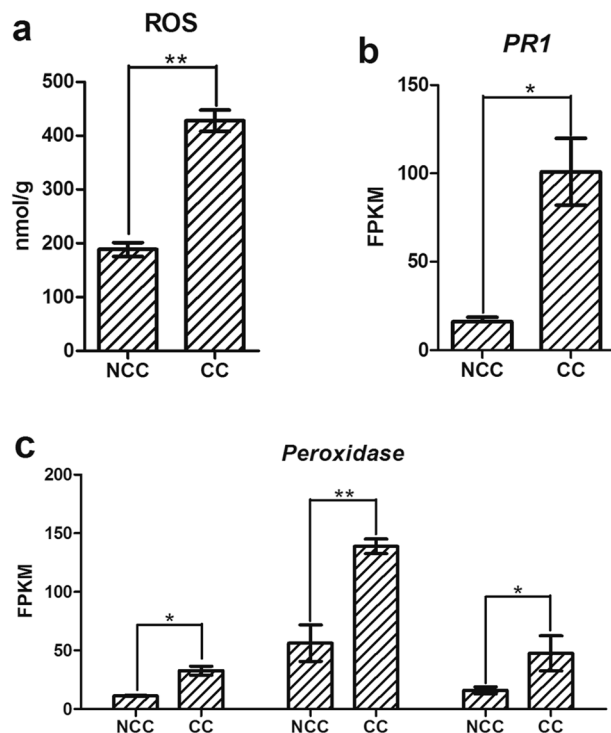 a
ROS
**
500
400
300
200
100
0
nmol/g
NCC CC
b
PR1
*
150
100
50
0
FPKM
NCC CC
c
Peroxidase
200
150
100
50
0
FPKM
* ** *
NCC CC NCC CC NCC CC